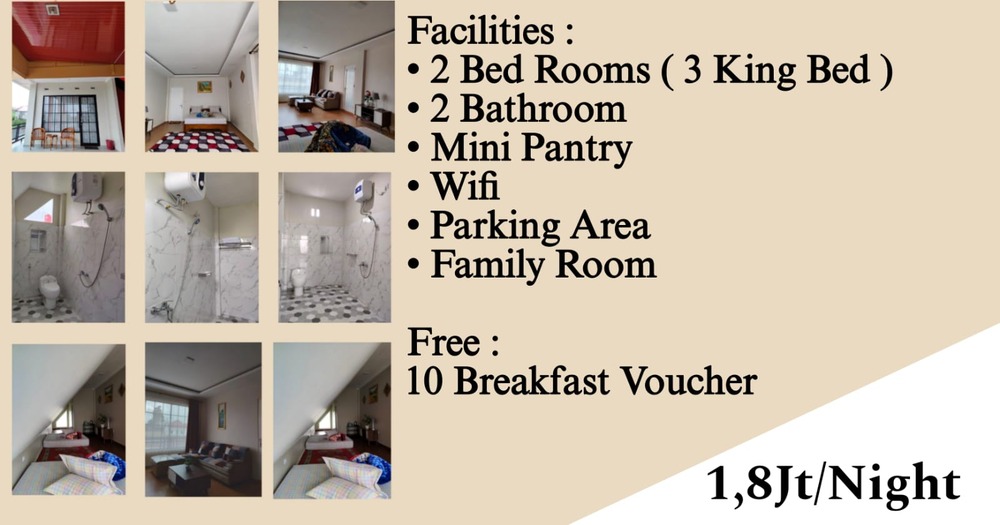 Facilities :
• 2 Bed Rooms ( 3 King Bed )
• 2 Bathroom
• Mini Pantry
• Wifi
• Parking Area
• Family Room
Free :
10 Breakfast Voucher
1,8Jt/Night